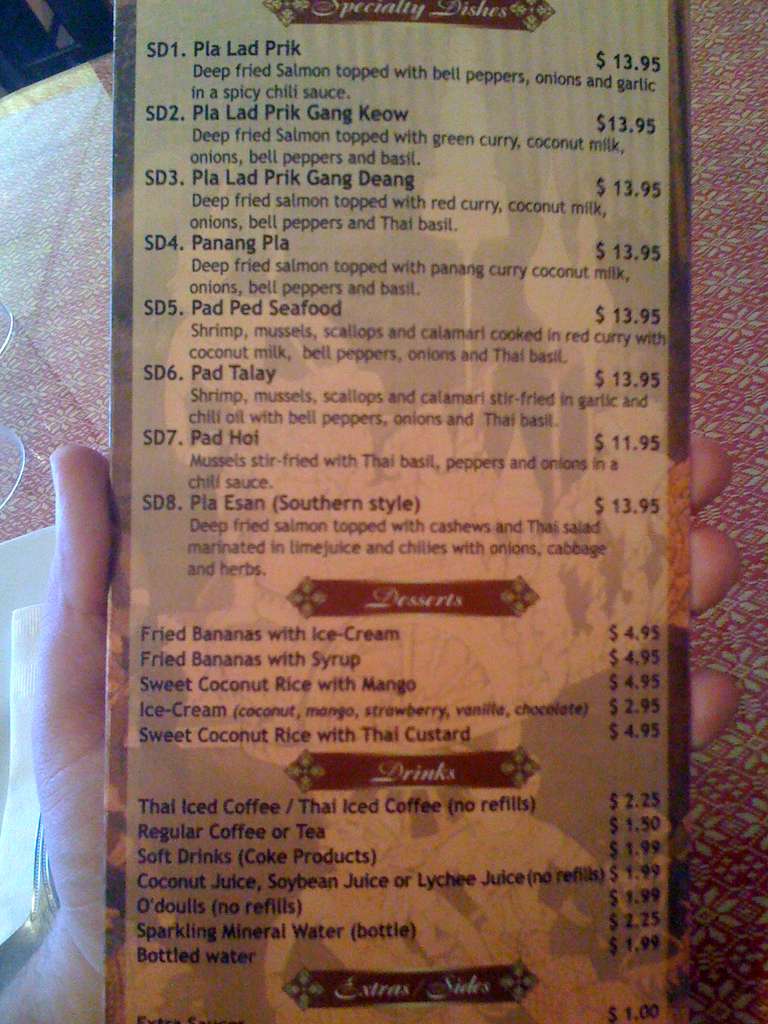 Specialty Dishes
SD1. Pla Lad Prik $ 13.95
Deep fried Salmon topped with bell peppers, onions and garlic
in a spicy chili sauce.
SD2. Pla Lad Prik Gang Keow $13.95
Deep fried Salmon topped with green curry, coconut milk,
onions, bell peppers and basil.
SD3. Pla Lad Prik Gang Deang $ 13.95
Deep fried salmon topped with red curry, coconut milk,
onions, bell peppers and Thai basil.
SD4. Panang Pla $ 13.95
Deep fried salmon topped with panang curry coconut milk,
onions, bell peppers and basil.
SD5. Pad Ped Seafood $ 13.95
Shrimp, mussels, scallops and calamari cooked in red curry with
coconut milk, bell peppers, onions and Thai basil.
SD6. Pad Talay $ 13.95
Shrimp, mussels, scallops and calamari stir-fried in garlic and
chili oil with bell peppers, onions and Thai basil.
SD7. Pad Hoi $ 11.95
Mussels stir-fried with Thai basil, peppers and onions in a
chili sauce.
SD8. Pla Esan (Southern style) $ 13.95
Deep fried salmon topped with cashews and Thai salad
marinated in limejuice and chilies with onions, cabbage
and herbs.
Desserts
Fried Bananas with Ice-Cream $ 4.95
Fried Bananas with Syrup $ 4.95
Sweet Coconut Rice with Mango $ 4.95
Ice-Cream (coconut, mango, strawberry, vanilla, chocolate) $ 2.95
Sweet Coconut Rice with Thai Custard $ 4.95
Drinks
Thai Iced Coffee / Thai Iced Coffee (no refills) $ 2.25
Regular Coffee or Tea $ 1.50
Soft Drinks (Coke Products) $ 1.99
Coconut Juice, Soybean Juice or Lychee Juice (no refills) $ 1.99
O'doulls (no refills) $ 1.99
Sparkling Mineral Water (bottle) $ 2.25
Bottled water $ 1.99
Extras / Sides
Extra Sauces $ 1.00